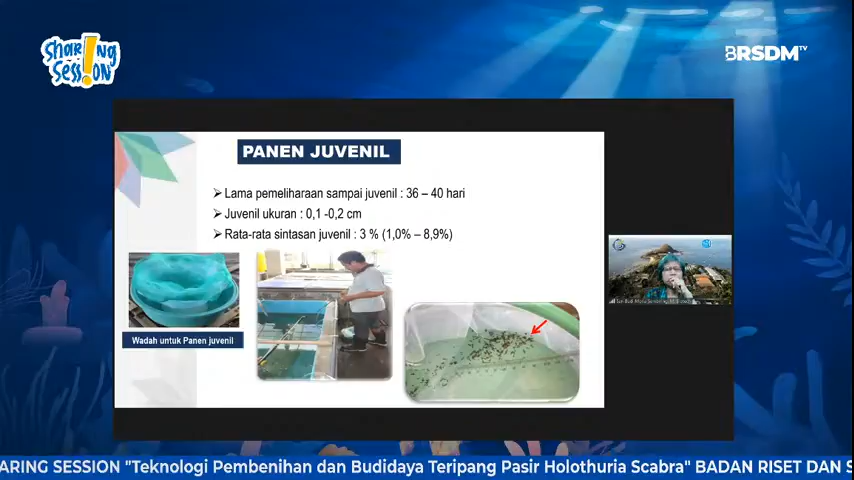 Sharing
Session
BRSDM TV
PANEN JUVENIL
➢ Lama pemeliharaan sampai juvenil : 36 – 40 hari
➢ Juvenil ukuran : 0,1 -0,2 cm
➢ Rata-rata sintasan juvenil : 3 % (1,0% – 8,9%)
Wadah untuk Panen juvenil
ARING SESSION "Teknologi Pembenihan dan Budidaya Teripang Pasir Holothuria Scabra" BADAN RISET DAN S